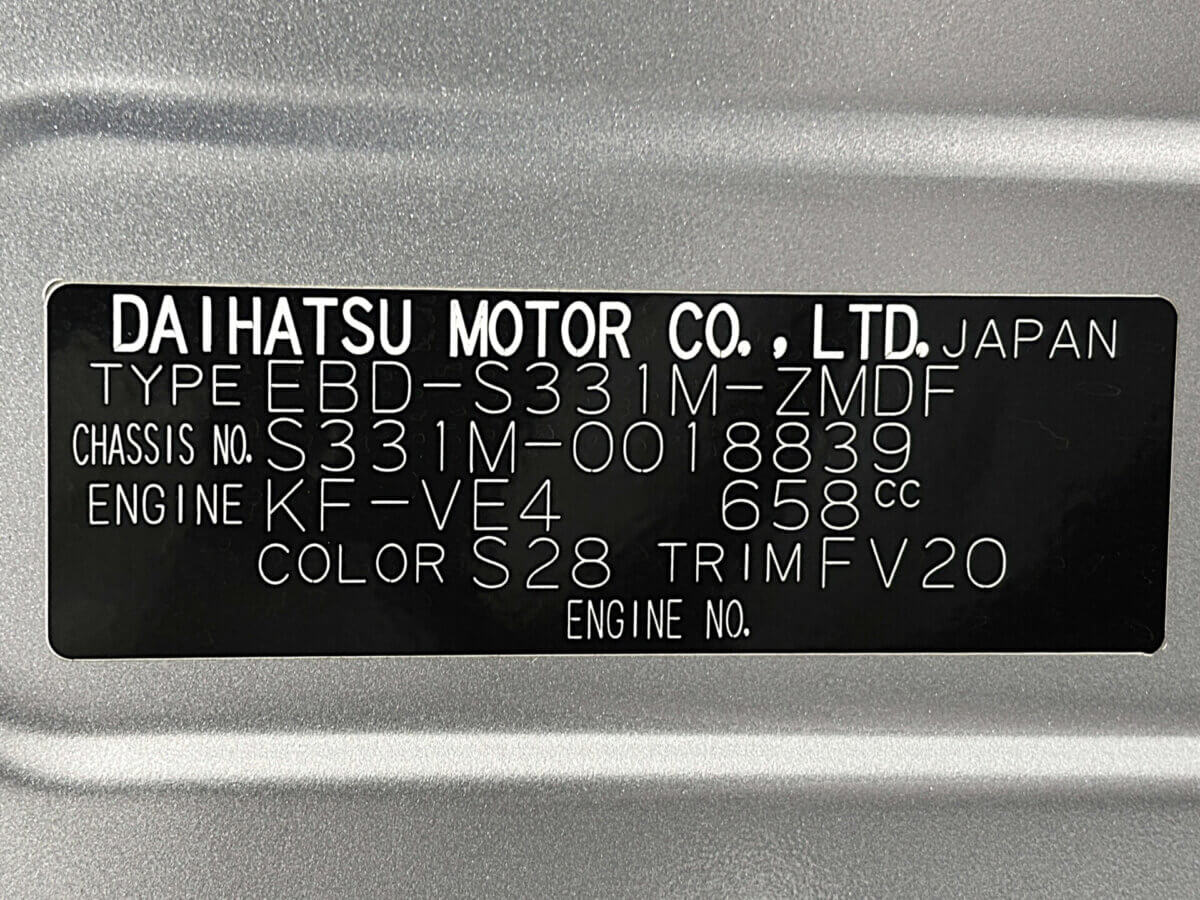 DAIHATSU MOTOR CO., LTD. JAPAN
TYPE EBD-S331M-ZMDF
CHASSIS NO. S331M-0018839
ENGINE KF-VE4 658cc
COLOR S28 TRIM FV20
ENGINE NO.